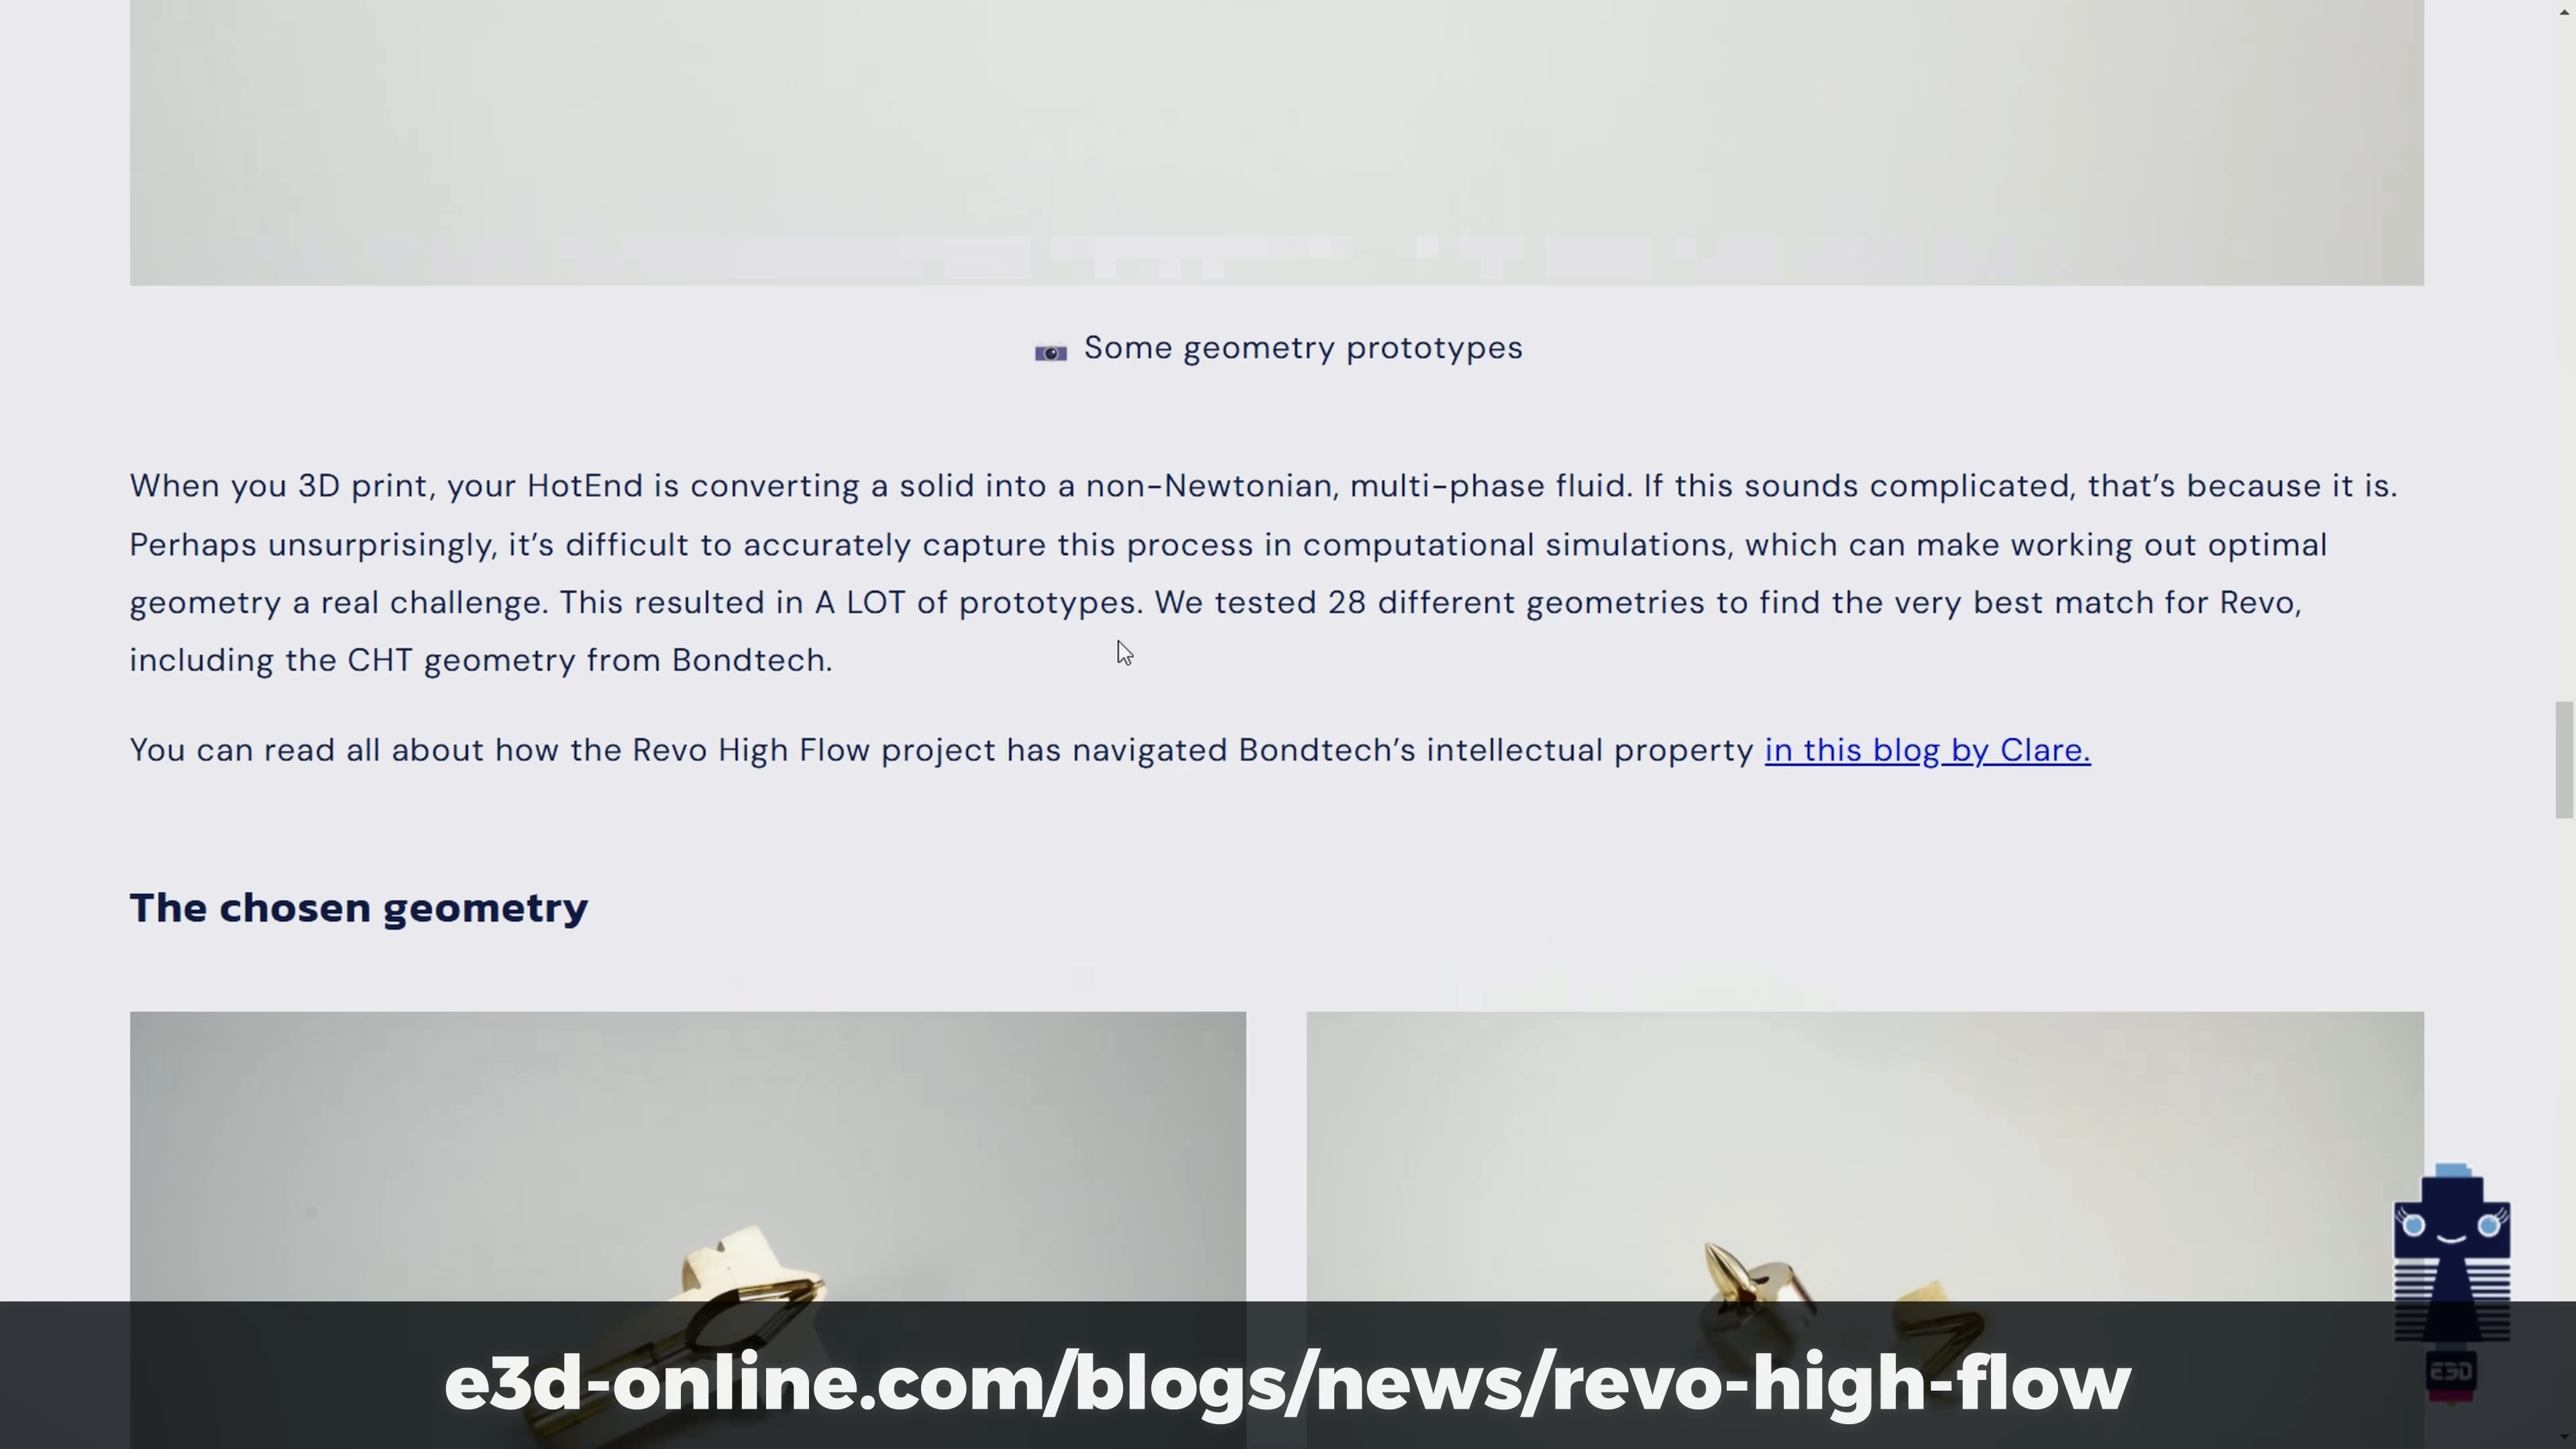 📷 Some geometry prototypes
When you 3D print, your HotEnd is converting a solid into a non-Newtonian, multi-phase fluid. If this sounds complicated, that’s because it is.
Perhaps unsurprisingly, it’s difficult to accurately capture this process in computational simulations, which can make working out optimal
geometry a real challenge. This resulted in A LOT of prototypes. We tested 28 different geometries to find the very best match for Revo,
including the CHT geometry from Bondtech.
You can read all about how the Revo High Flow project has navigated Bondtech’s intellectual property in this blog by Clare.
The chosen geometry
E3D
e3d-online.com/blogs/news/revo-high-flow